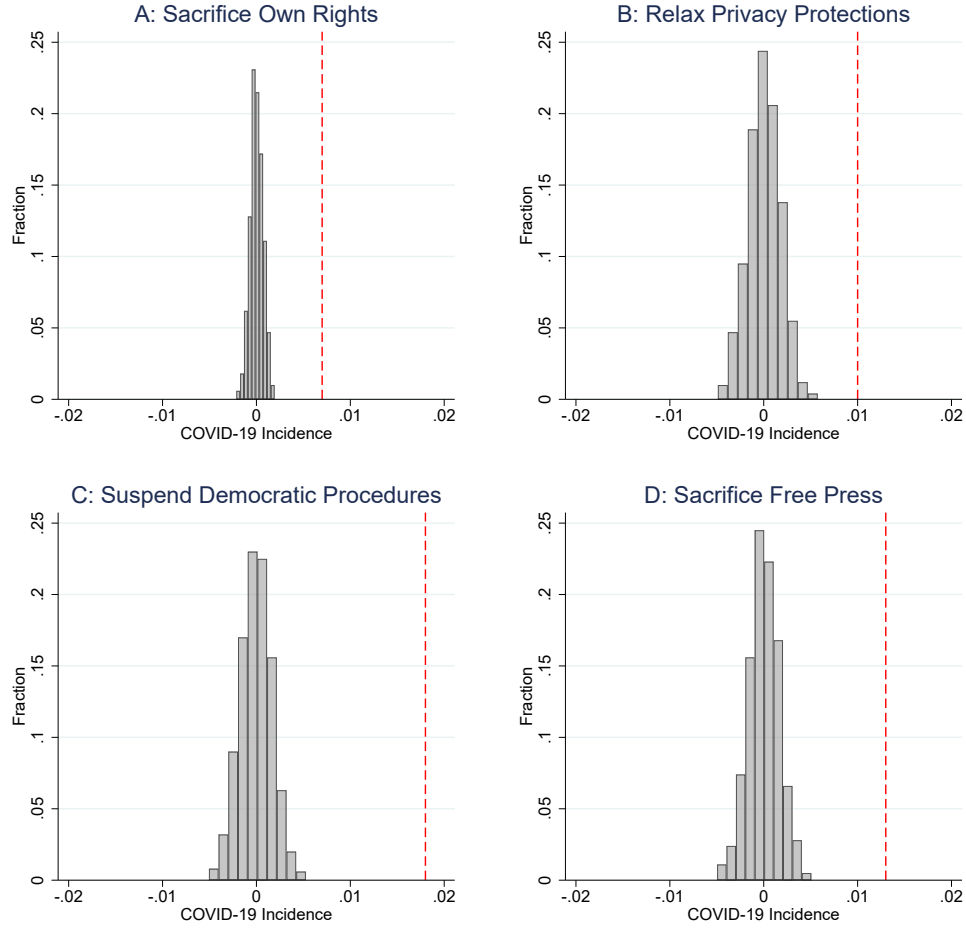 A: Sacrifice Own Rights
.25
.2
.15
.1
.05
0
Fraction
-.02 -.01 0 .01 .02
COVID-19 Incidence
B: Relax Privacy Protections
.25
.2
.15
.1
.05
0
Fraction
-.02 -.01 0 .01 .02
COVID-19 Incidence
C: Suspend Democratic Procedures
.25
.2
.15
.1
.05
0
Fraction
-.02 -.01 0 .01 .02
COVID-19 Incidence
D: Sacrifice Free Press
.25
.2
.15
.1
.05
0
Fraction
-.02 -.01 0 .01 .02
COVID-19 Incidence